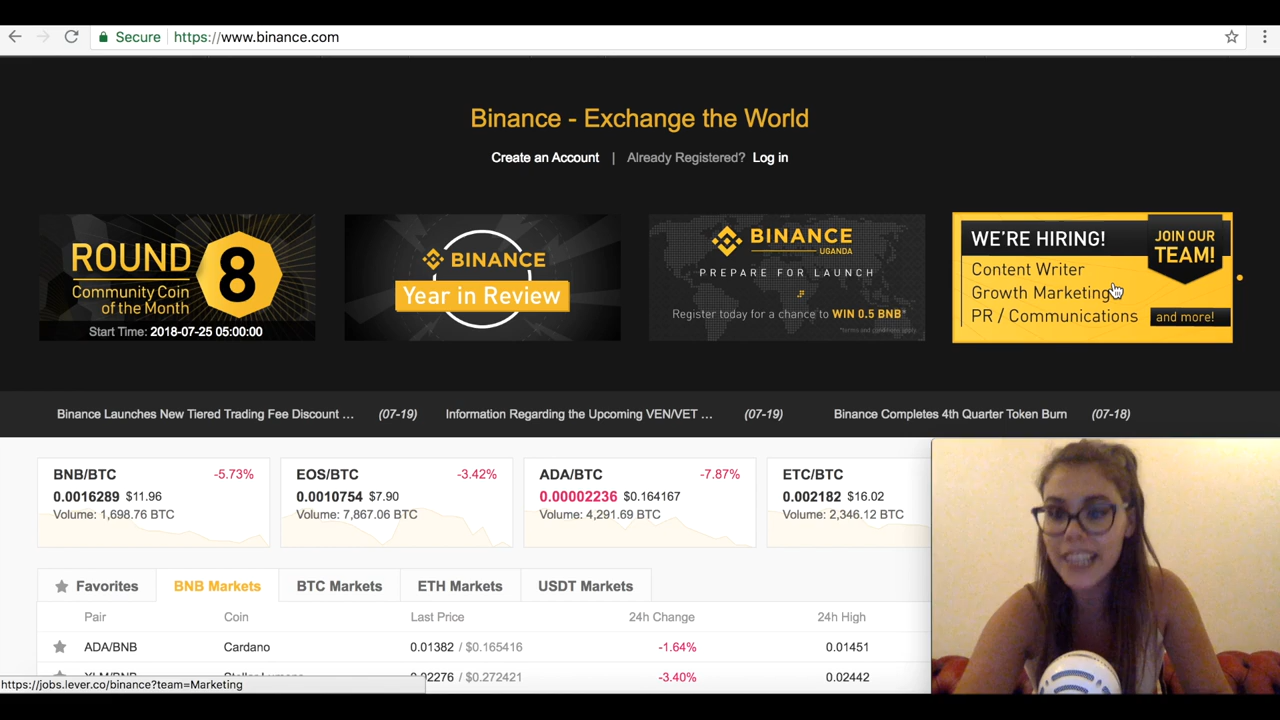 Secure https://www.binance.com
Binance - Exchange the World
Create an Account | Already Registered? Log in
ROUND 8
Community Coin
of the Month
Start Time: 2018-07-25 05:00:00
BINANCE
Year in Review
BINANCE
UGANDA
PREPARE FOR LAUNCH
Register today for a chance to WIN 0.5 BNB*
*terms and conditions apply
WE'RE HIRING!
JOIN OUR
TEAM!
Content Writer
Growth Marketing
PR / Communications
and more!
Binance Launches New Tiered Trading Fee Discount ... (07-19) Information Regarding the Upcoming VEN/VET ... (07-19) Binance Completes 4th Quarter Token Burn (07-18)
BNB/BTC -5.73%
0.0016289 $11.96
Volume: 1,698.76 BTC
EOS/BTC -3.42%
0.0010754 $7.90
Volume: 7,867.06 BTC
ADA/BTC -7.87%
0.00002236 $0.164167
Volume: 4,291.69 BTC
ETC/BTC
0.002182 $16.02
Volume: 2,346.12 BTC
Favorites BNB Markets BTC Markets ETH Markets USDT Markets
Pair Coin Last Price 24h Change 24h High
ADA/BNB Cardano 0.01382 / $0.165416 -1.64% 0.01451
02276 / $0.272421 -3.40% 0.02442
https://jobs.lever.co/binance?team=Marketing